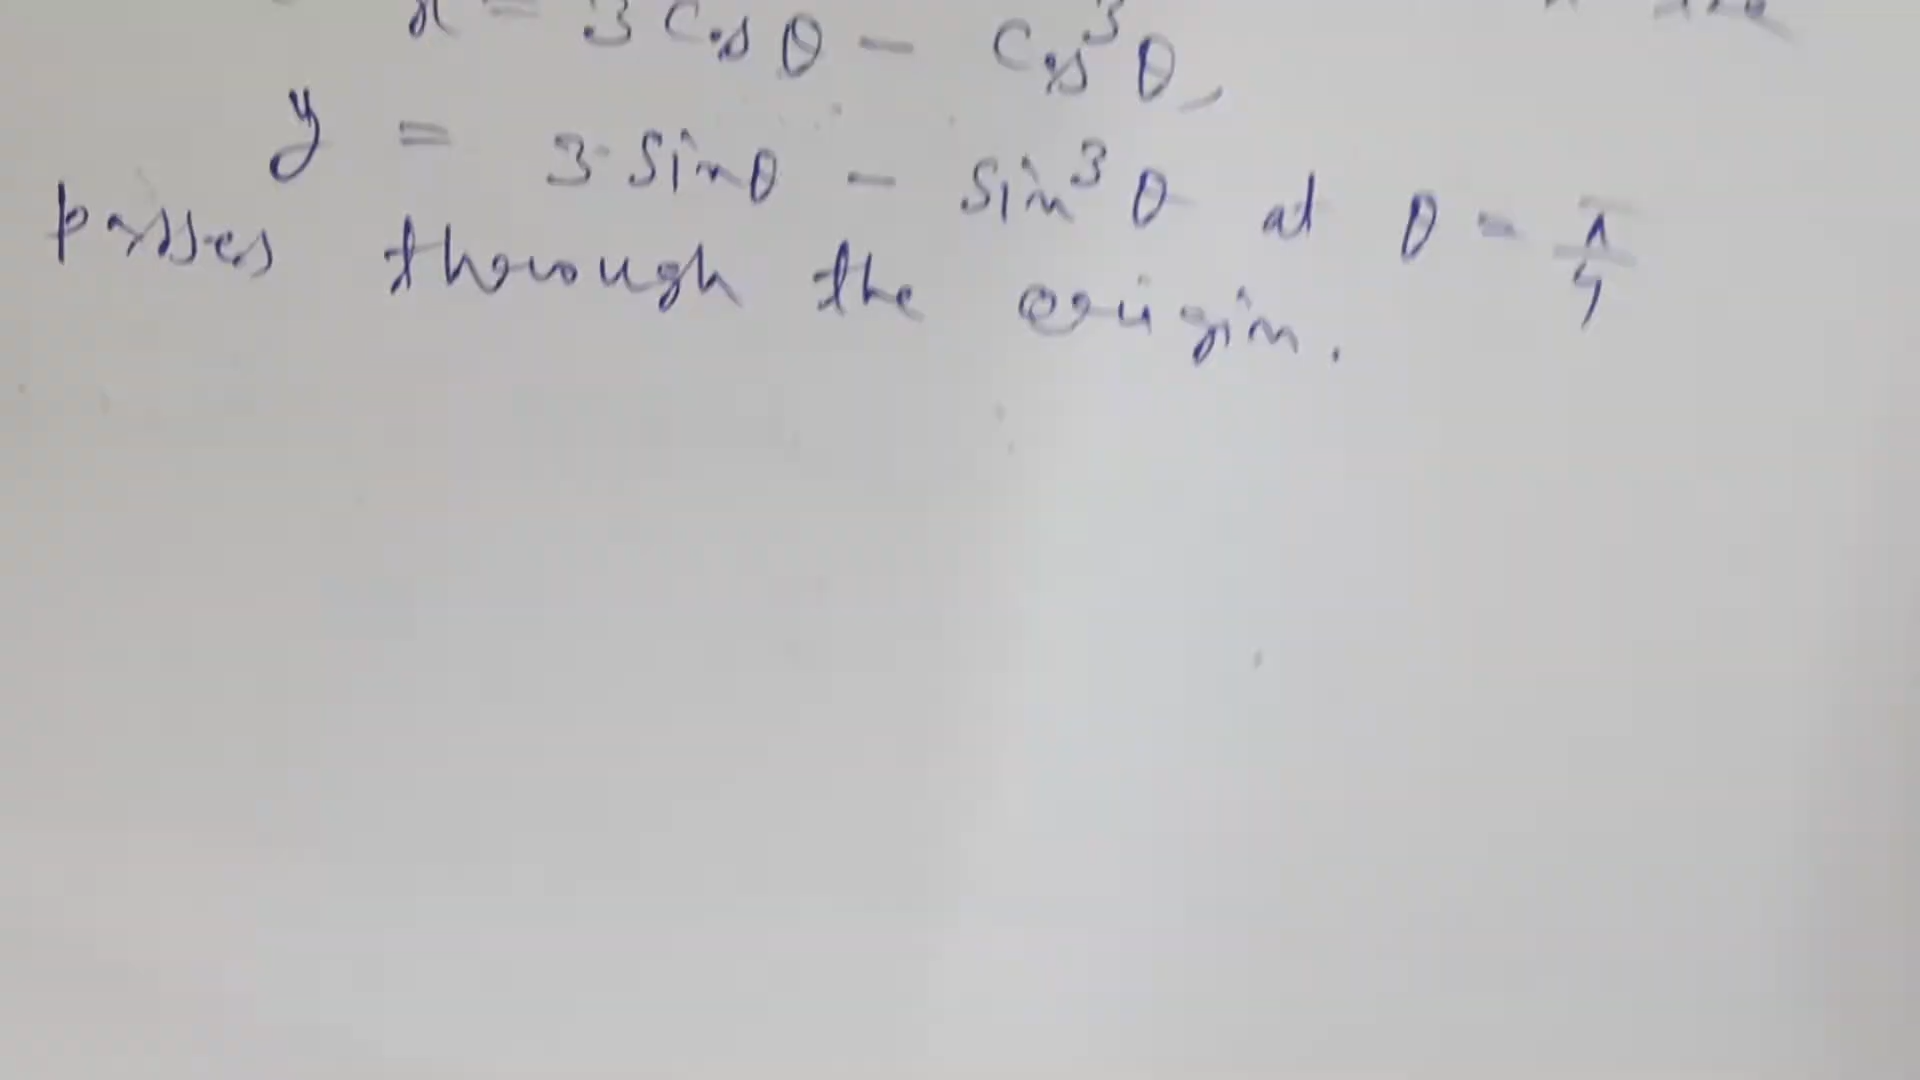 x = 3 Cos θ - Cos³ θ,
y = 3 Sin θ - Sin³ θ at θ = π/4
passes through the origin.